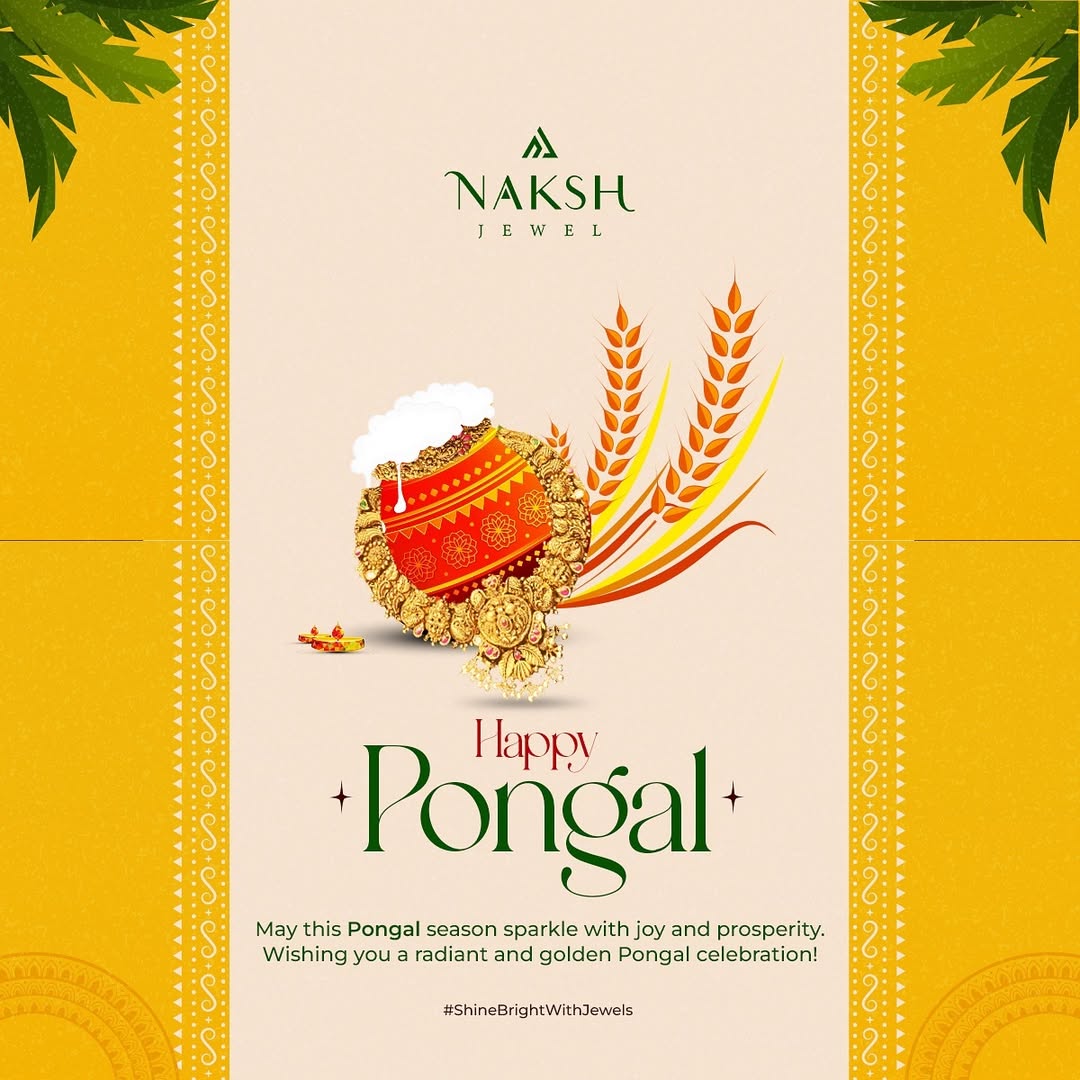 NAKSH
JEWEL
Happy
Pongal
May this Pongal season sparkle with joy and prosperity.
Wishing you a radiant and golden Pongal celebration!
#ShineBrightWithJewels